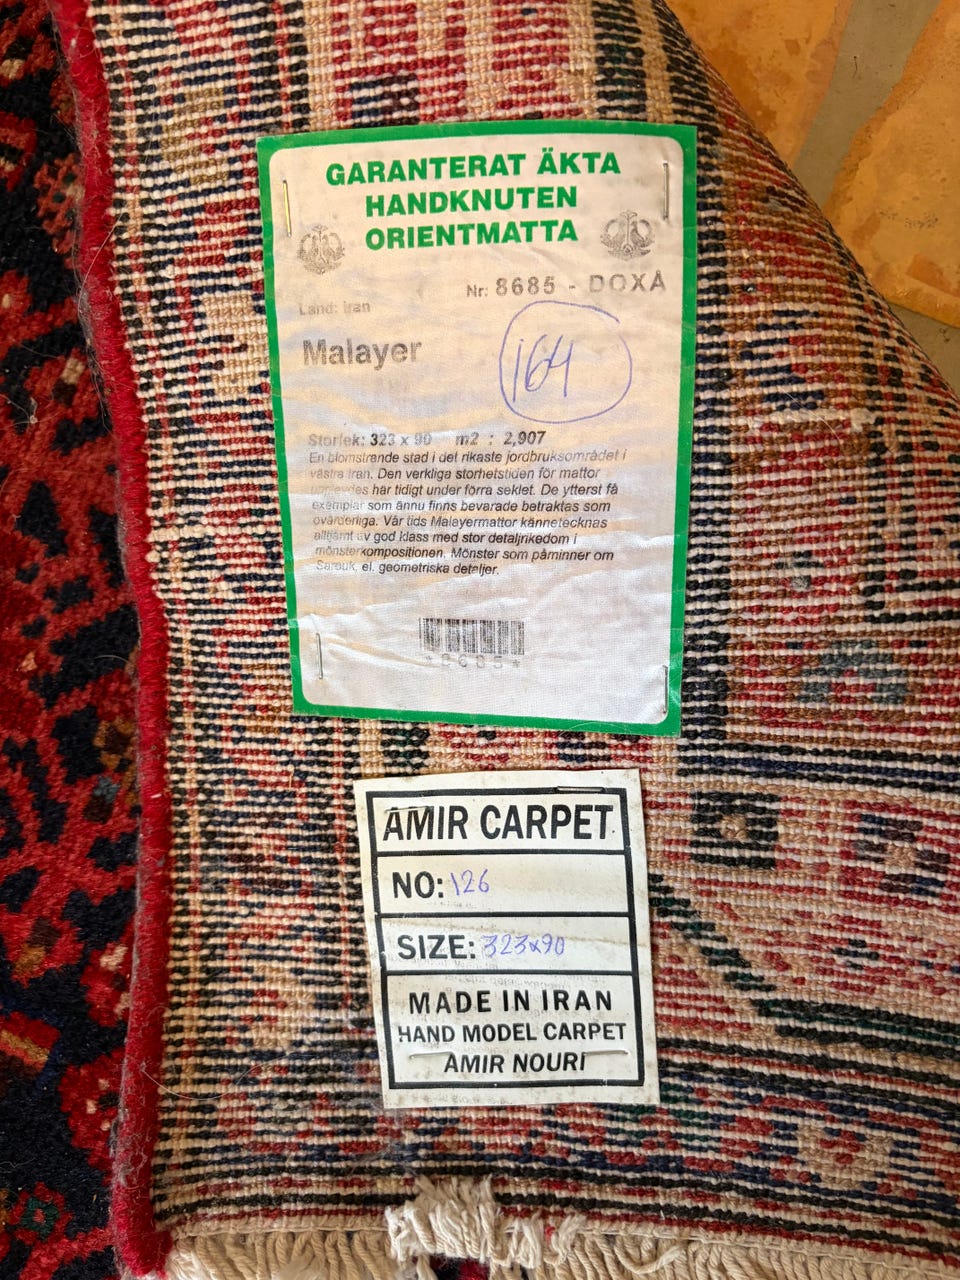 GARANTERAT ÄKTA
HANDKNUTEN
ORIENTMATTA
Nr: 8685 - DOXA
Land: Iran
Malayer
164
Storlek: 323 x 90 m2 : 2,907
En blomstrande stad i det rikaste jordbruksområdet i
västra Iran. Den verkliga storhetstiden för mattor
upplevdes här tidigt under förra seklet. De ytterst få
exemplar som ännu finns bevarade betraktas som
ovärderliga. Vår tids Malayermattor kännetecknas
alltjämt av god klass med stor detaljrikedom i
mönsterkompositionen. Mönster som påminner om
Sarouk, el. geometriska detaljer.
*8685*
AMIR CARPET
NO: 126
SIZE: 323x90
MADE IN IRAN
HAND MODEL CARPET
AMIR NOURI